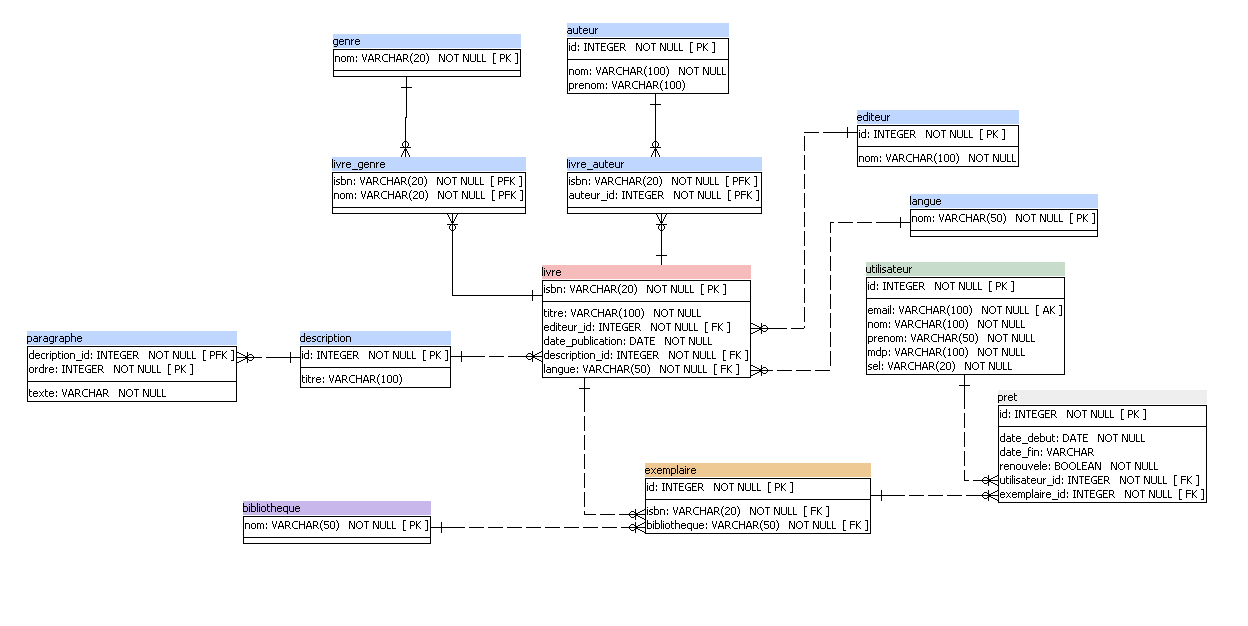 genre
nom: VARCHAR(20) NOT NULL [ PK ]
auteur
id: INTEGER NOT NULL [ PK ]
nom: VARCHAR(100) NOT NULL
prenom: VARCHAR(100)
editeur
id: INTEGER NOT NULL [ PK ]
nom: VARCHAR(100) NOT NULL
livre_genre
isbn: VARCHAR(20) NOT NULL [ PFK ]
nom: VARCHAR(20) NOT NULL [ PFK ]
livre_auteur
isbn: VARCHAR(20) NOT NULL [ PFK ]
auteur_id: INTEGER NOT NULL [ PFK ]
langue
nom: VARCHAR(50) NOT NULL [ PK ]
livre
isbn: VARCHAR(20) NOT NULL [ PK ]
titre: VARCHAR(100) NOT NULL
editeur_id: INTEGER NOT NULL [ FK ]
date_publication: DATE NOT NULL
description_id: INTEGER NOT NULL [ FK ]
langue: VARCHAR(50) NOT NULL [ FK ]
utilisateur
id: INTEGER NOT NULL [ PK ]
email: VARCHAR(100) NOT NULL [ AK ]
nom: VARCHAR(100) NOT NULL
prenom: VARCHAR(50) NOT NULL
mdp: VARCHAR(100) NOT NULL
sel: VARCHAR(20) NOT NULL
paragraphe
decription_id: INTEGER NOT NULL [ PFK ]
ordre: INTEGER NOT NULL [ PK ]
texte: VARCHAR NOT NULL
description
id: INTEGER NOT NULL [ PK ]
titre: VARCHAR(100)
pret
id: INTEGER NOT NULL [ PK ]
date_debut: DATE NOT NULL
date_fin: VARCHAR
renouvele: BOOLEAN NOT NULL
utilisateur_id: INTEGER NOT NULL [ FK ]
exemplaire_id: INTEGER NOT NULL [ FK ]
exemplaire
id: INTEGER NOT NULL [ PK ]
isbn: VARCHAR(20) NOT NULL [ FK ]
bibliotheque: VARCHAR(50) NOT NULL [ FK ]
bibliotheque
nom: VARCHAR(50) NOT NULL [ PK ]